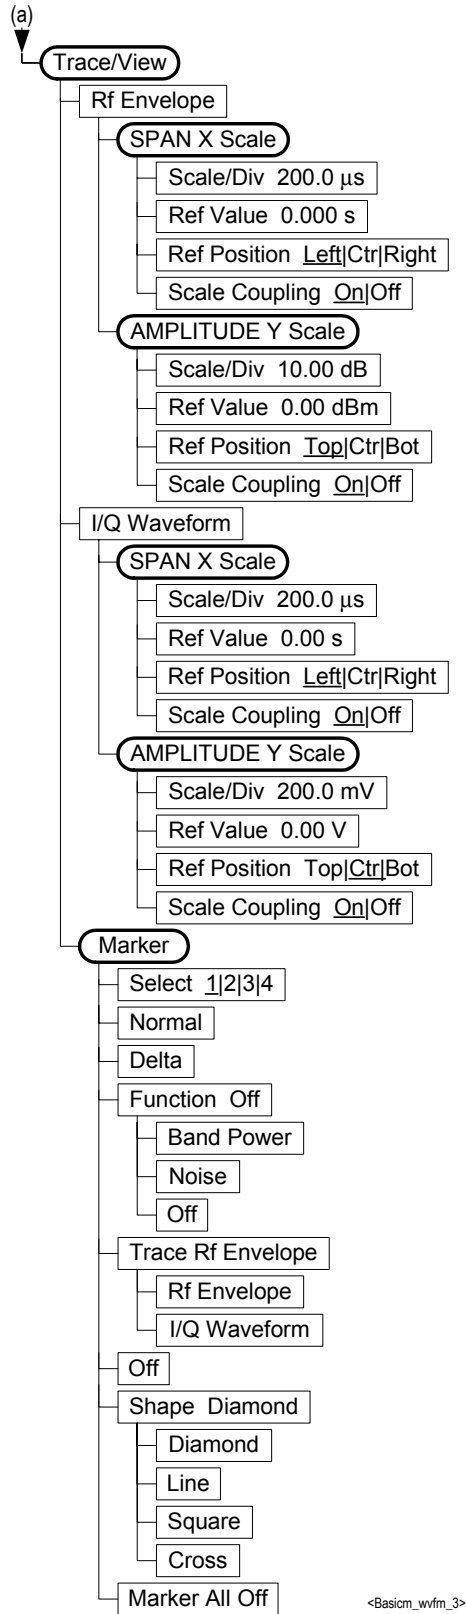 (a)
Trace/View
Rf Envelope
SPAN X Scale
Scale/Div 200.0 μs
Ref Value 0.000 s
Ref Position Left|Ctr|Right
Scale Coupling On|Off
AMPLITUDE Y Scale
Scale/Div 10.00 dB
Ref Value 0.00 dBm
Ref Position Top|Ctr|Bot
Scale Coupling On|Off
I/Q Waveform
SPAN X Scale
Scale/Div 200.0 μs
Ref Value 0.00 s
Ref Position Left|Ctr|Right
Scale Coupling On|Off
AMPLITUDE Y Scale
Scale/Div 200.0 mV
Ref Value 0.00 V
Ref Position Top|Ctr|Bot
Scale Coupling On|Off
Marker
Select 1|2|3|4
Normal
Delta
Function Off
Band Power
Noise
Off
Trace Rf Envelope
Rf Envelope
I/Q Waveform
Off
Shape Diamond
Diamond
Line
Square
Cross
Marker All Off
<Basicm_wvfm_3>